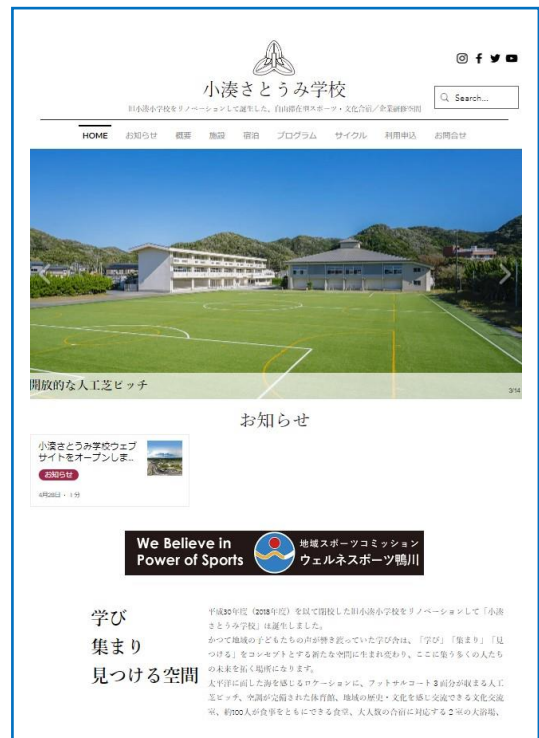 小湊さとうみ学校
旧小湊小学校をリノベーションして誕生した、自由滞在型スポーツ・文化合宿／企業研修空間
Search...
HOME お知らせ 概要 施設 宿泊 プログラム サイクル 利用申込 お問合せ
開放的な人工芝ピッチ
3/14
お知らせ
小湊さとうみ学校ウェブ
サイトをオープンしま...
お知らせ
4月28日・1分
We Believe in
Power of Sports
地域スポーツコミッション
ウェルネスポーツ鴨川
学び
集まり
見つける空間
平成30年度（2018年度）を以て閉校した旧小湊小学校をリノベーションして「小湊
さとうみ学校」は誕生しました。
かつて地域の子どもたちの声が響き渡っていた学び舎は、「学び」「集まり」「見
つける」をコンセプトとする新たな空間に生まれ変わり、ここに集う多くの人たち
の未来を拓く場所になります。
太平洋に面した海を感じるロケーションに、フットサルコート3面分が収まる人工
芝ピッチ、空調が完備された体育館、地域の歴史・文化を感じ交流できる文化交流
室、約100人が食事をともにできる食堂、大人数の合宿に対応する２室の大浴場、